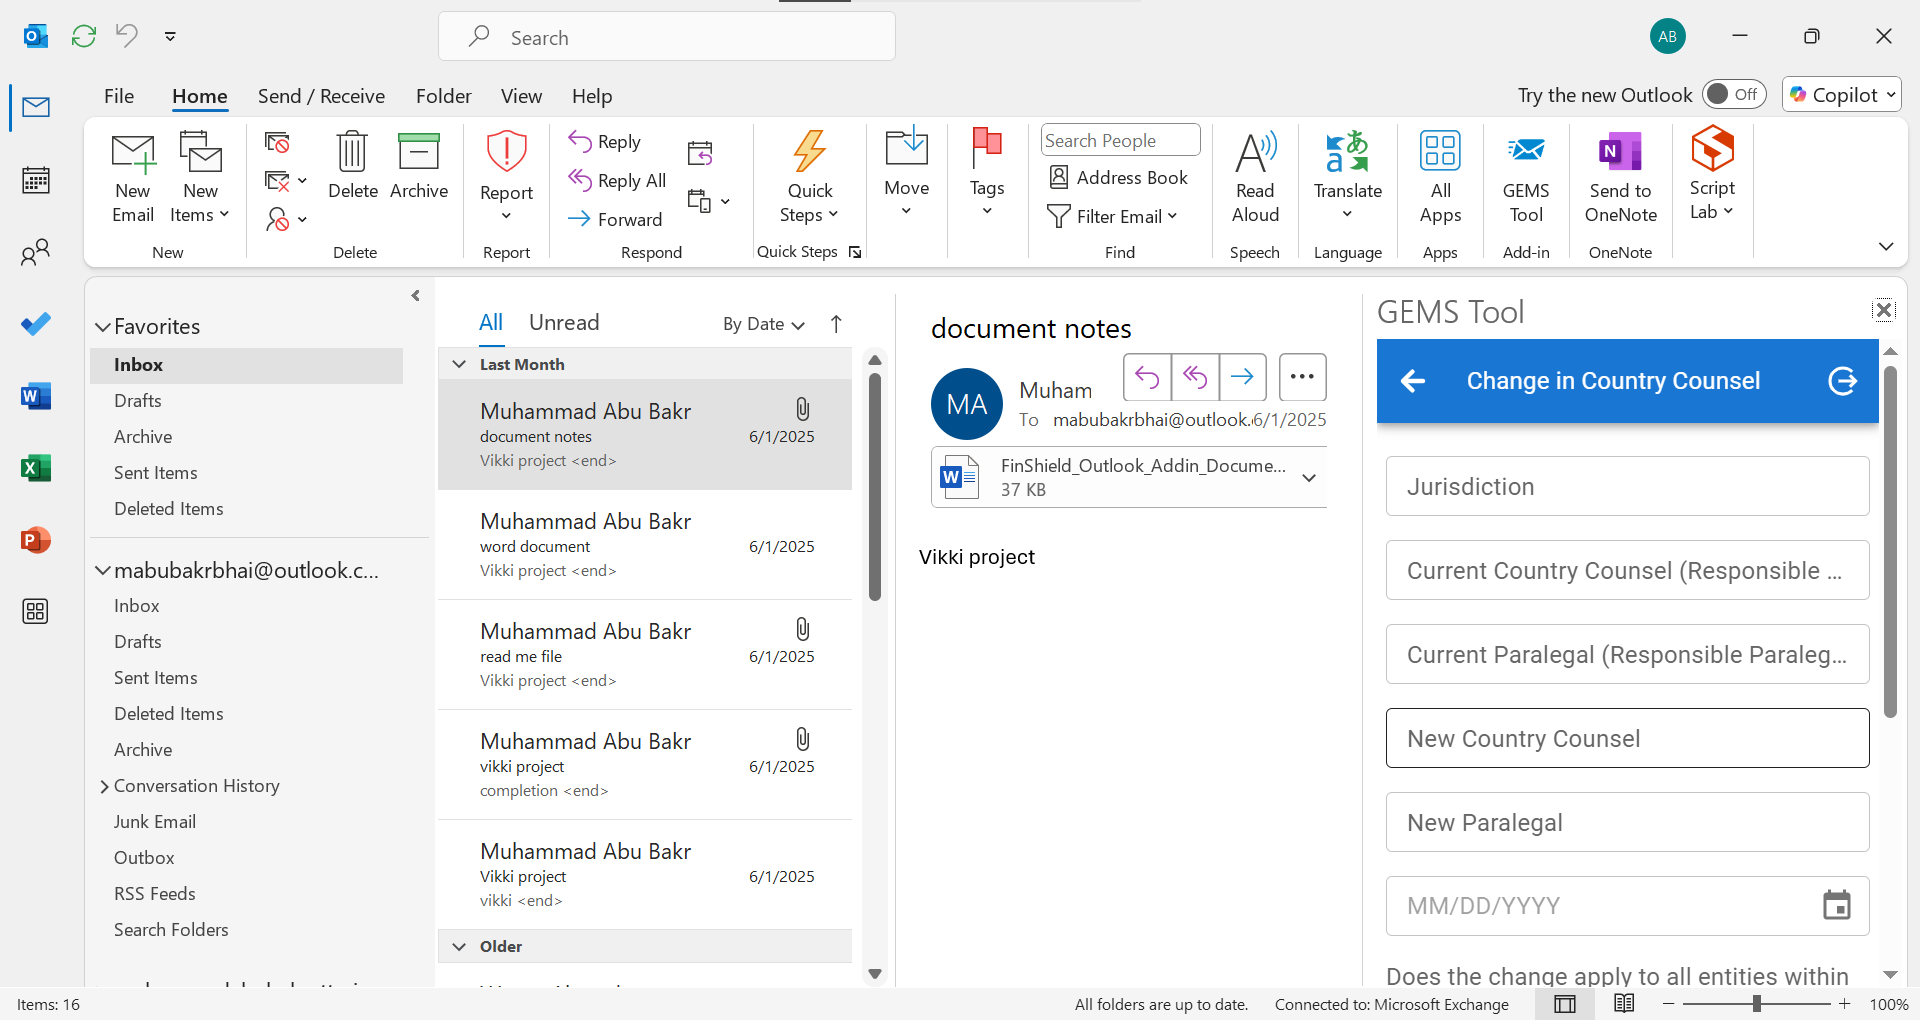 Search
AB
File
Home
Send / Receive
Folder
View
Help
Try the new Outlook
Off
Copilot
New Email
New Items
New
Delete
Archive
Delete
Report
Report
Reply
Reply All
Forward
Respond
Quick Steps
Quick Steps
Move
Tags
Search People
Address Book
Filter Email
Find
Read Aloud
Speech
Translate
Language
All Apps
Apps
GEMS Tool
Add-in
Send to OneNote
OneNote
Script Lab
Favorites
Inbox
Drafts
Archive
Sent Items
Deleted Items
mabubakrbhai@outlook.c...
Inbox
Drafts
Sent Items
Deleted Items
Archive
Conversation History
Junk Email
Outbox
RSS Feeds
Search Folders
All
Unread
By Date
Last Month
Muhammad Abu Bakr
document notes
6/1/2025
Vikki project <end>
Muhammad Abu Bakr
word document
6/1/2025
Vikki project <end>
Muhammad Abu Bakr
read me file
6/1/2025
Vikki project <end>
Muhammad Abu Bakr
vikki project
6/1/2025
completion <end>
Muhammad Abu Bakr
Vikki project
6/1/2025
vikki <end>
Older
document notes
MA
Muham
To mabubakrbhai@outlook.
6/1/2025
FinShield_Outlook_Addin_Docume...
37 KB
Vikki project
GEMS Tool
Change in Country Counsel
Jurisdiction
Current Country Counsel (Responsible ...
Current Paralegal (Responsible Paraleg...
New Country Counsel
New Paralegal
MM/DD/YYYY
Does the change apply to all entities within
Items: 16
All folders are up to date.
Connected to: Microsoft Exchange
100%